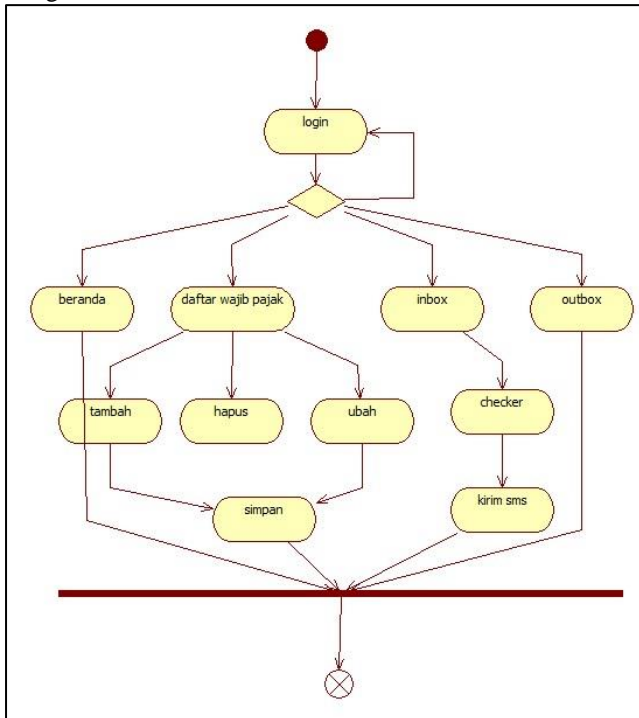 login
beranda
daftar wajib pajak
inbox
outbox
tambah
hapus
ubah
checker
simpan
kirim sms